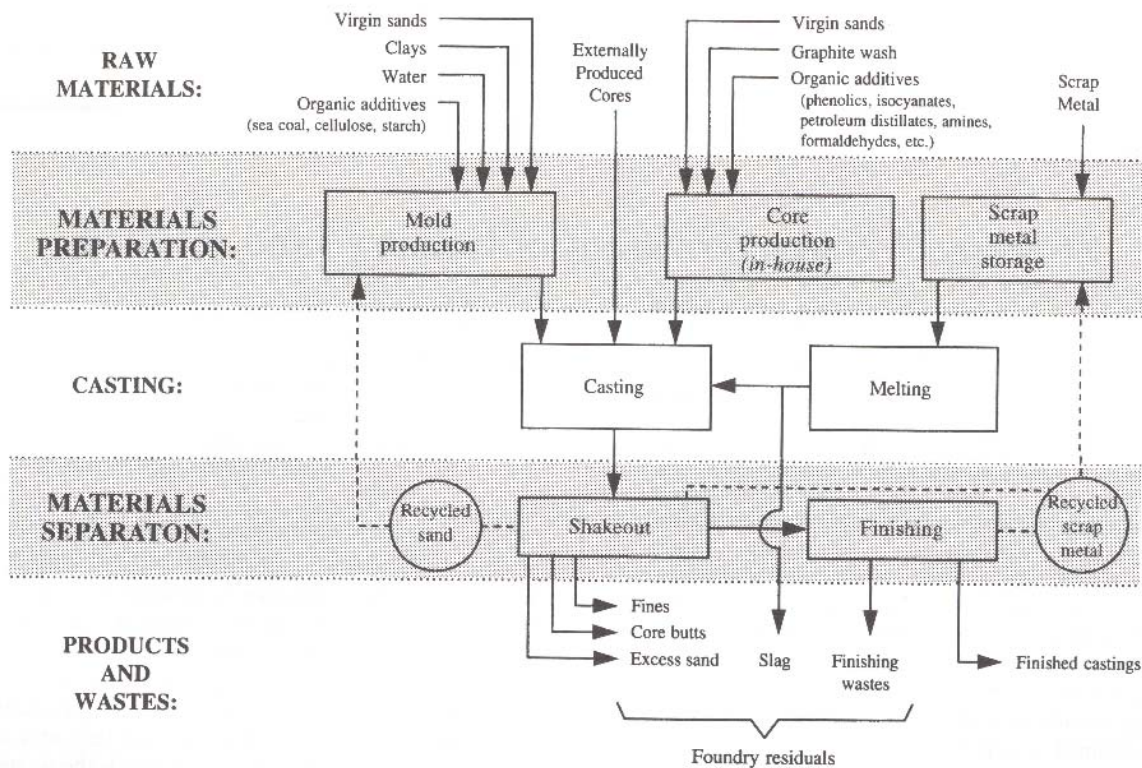 RAW
MATERIALS:
Virgin sands
Clays
Water
Organic additives
(sea coal, cellulose, starch)
Externally
Produced
Cores
Virgin sands
Graphite wash
Organic additives
(phenolics, isocyanates,
petroleum distillates, amines,
formaldehydes, etc.)
Scrap
Metal
MATERIALS
PREPARATION:
Mold
production
Core
production
(in-house)
Scrap
metal
storage
CASTING:
Casting
Melting
MATERIALS
SEPARATON:
Recycled
sand
Shakeout
Finishing
Recycled
scrap
metal
PRODUCTS
AND
WASTES:
Fines
Core butts
Excess sand
Slag
Finishing
wastes
Finished castings
Foundry residuals